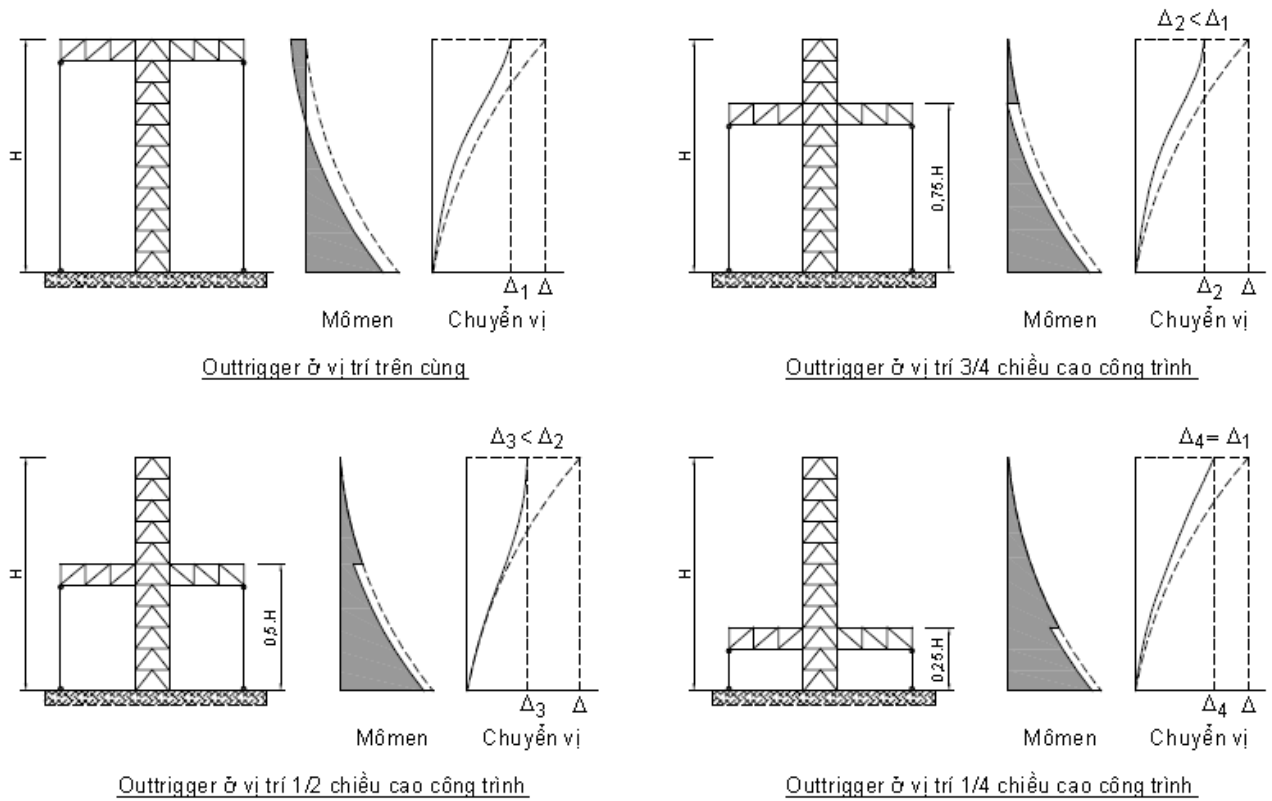 H
Δ1 Δ
Mômen
Chuyển vị
Outtrigger ở vị trí trên cùng
Δ2 < Δ1
H
0,75.H
Δ2 Δ
Mômen
Chuyển vị
Outtrigger ở vị trí 3/4 chiều cao công trình
Δ3 < Δ2
H
0,5.H
Δ3 Δ
Mômen
Chuyển vị
Outtrigger ở vị trí 1/2 chiều cao công trình
Δ4 = Δ1
H
0,25.H
Δ4 Δ
Mômen
Chuyển vị
Outtrigger ở vị trí 1/4 chiều cao công trình